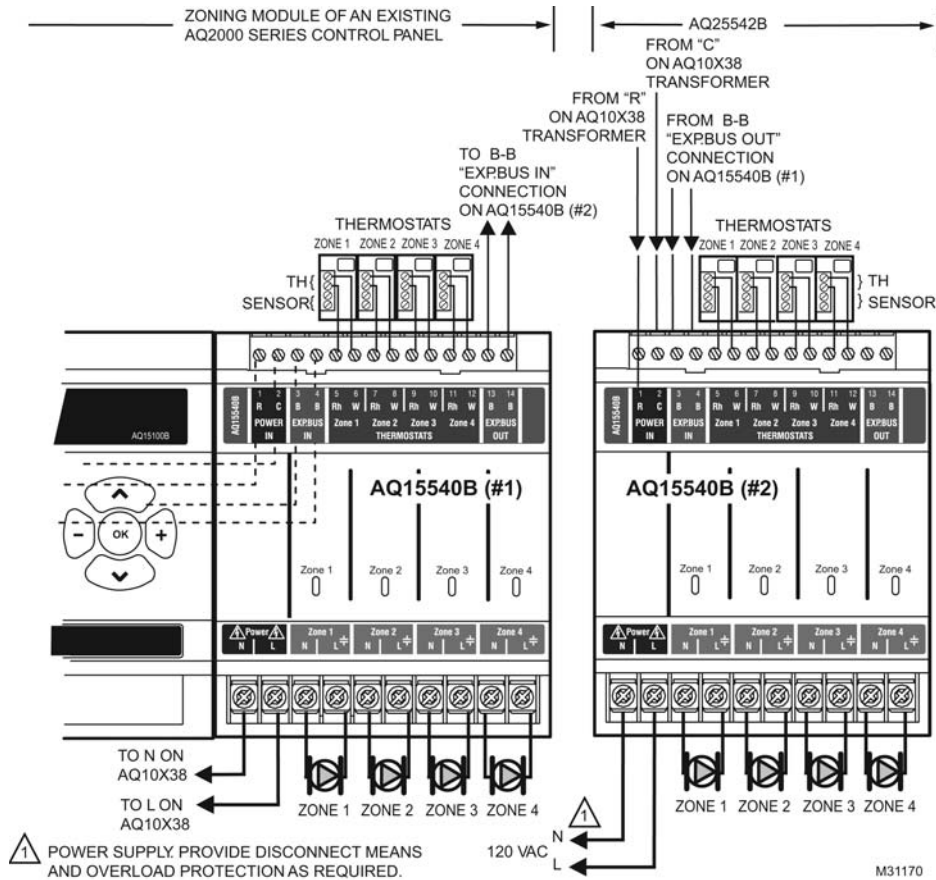 ZONING MODULE OF AN EXISTING
AQ2000 SERIES CONTROL PANEL
AQ25542B
FROM “C”
ON AQ10X38
TRANSFORMER
FROM “R”
ON AQ10X38
TRANSFORMER
FROM B-B
“EXP.BUS OUT”
CONNECTION
ON AQ15540B (#1)
TO B-B
“EXP.BUS IN”
CONNECTION
ON AQ15540B (#2)
THERMOSTATS
ZONE 1 ZONE 2 ZONE 3 ZONE 4
TH{
SENSOR{
THERMOSTATS
ZONE 1 ZONE 2 ZONE 3 ZONE 4
} TH
} SENSOR
AQ15100B
OK
- +
AQ15540B
1 2 3 4 5 6 7 8 9 10 11 12 13 14
R C B B Rh W Rh W Rh W Rh W B B
POWER IN
EXP.BUS IN
Zone 1 Zone 2 Zone 3 Zone 4
THERMOSTATS
EXP.BUS OUT
AQ15540B (#1)
Zone 1 Zone 2 Zone 3 Zone 4
Power Zone 1 Zone 2 Zone 3 Zone 4
N L N L N L N L N L
AQ15540B
1 2 3 4 5 6 7 8 9 10 11 12 13 14
R C B B Rh W Rh W Rh W Rh W B B
POWER IN
EXP.BUS IN
Zone 1 Zone 2 Zone 3 Zone 4
THERMOSTATS
EXP.BUS OUT
AQ15540B (#2)
Zone 1 Zone 2 Zone 3 Zone 4
Power Zone 1 Zone 2 Zone 3 Zone 4
N L N L N L N L N L
TO N ON
AQ10X38
TO L ON
AQ10X38
ZONE 1 ZONE 2 ZONE 3 ZONE 4
ZONE 1 ZONE 2 ZONE 3 ZONE 4
1
N
120 VAC
L
1 POWER SUPPLY. PROVIDE DISCONNECT MEANS
AND OVERLOAD PROTECTION AS REQUIRED.
M31170